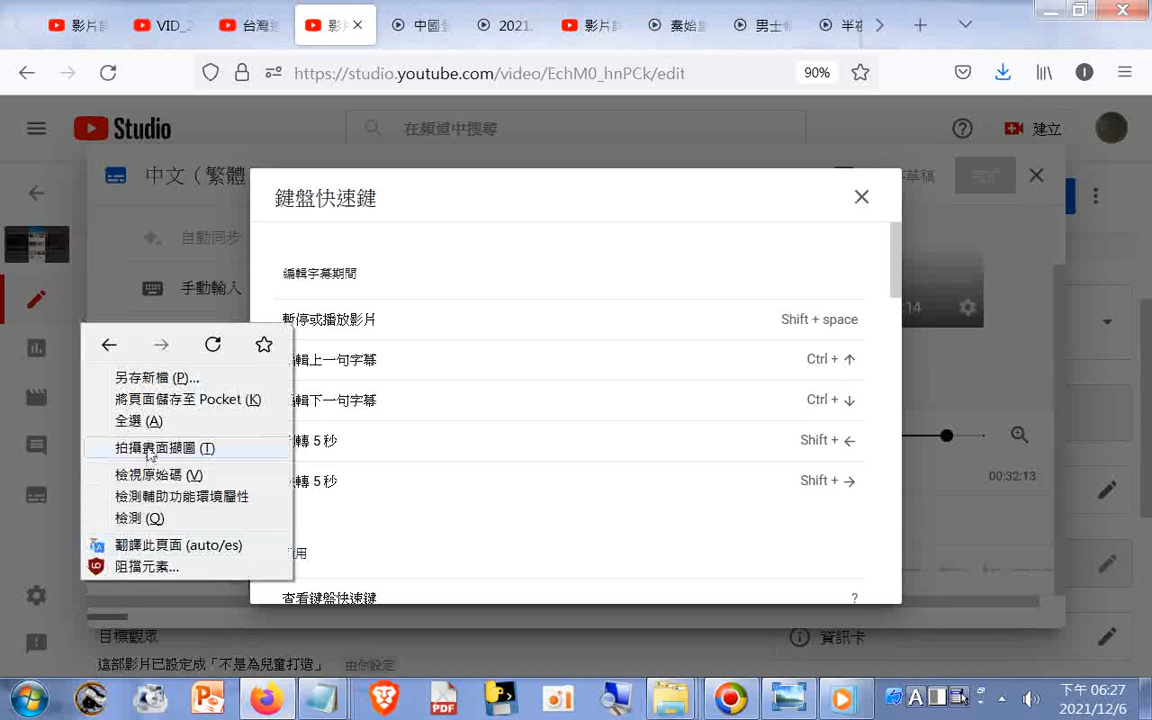 影片
VID_2
台灣
影
中國
2021.
影片
秦始
男士
半夜
https://studio.youtube.com/video/EchM0_hnPCk/edit
90%
I
Studio
在頻道中搜尋
建立
中文（繁體
草稿
鍵盤快速鍵
自動同步
編輯字幕期間
手動輸入
14
暫停或播放影片
Shift + space
編輯上一句字幕
Ctrl + ↑
另存新檔 (P)...
將頁面儲存至 Pocket (K)
編輯下一句字幕
Ctrl + ↓
全選 (A)
拍攝畫面擷圖 (T)
轉 5 秒
Shift + ←
檢視原始碼 (V)
轉 5 秒
Shift + →
00:32:13
檢測輔助功能環境屬性
檢測 (Q)
翻譯此頁面 (auto/es)
用
阻擋元素...
查看鍵盤快速鍵
?
目標觀眾
資訊卡
這部影片已設定成「不是為兒童打造」
由你設定
PDF
A
下午 06:27
2021/12/6